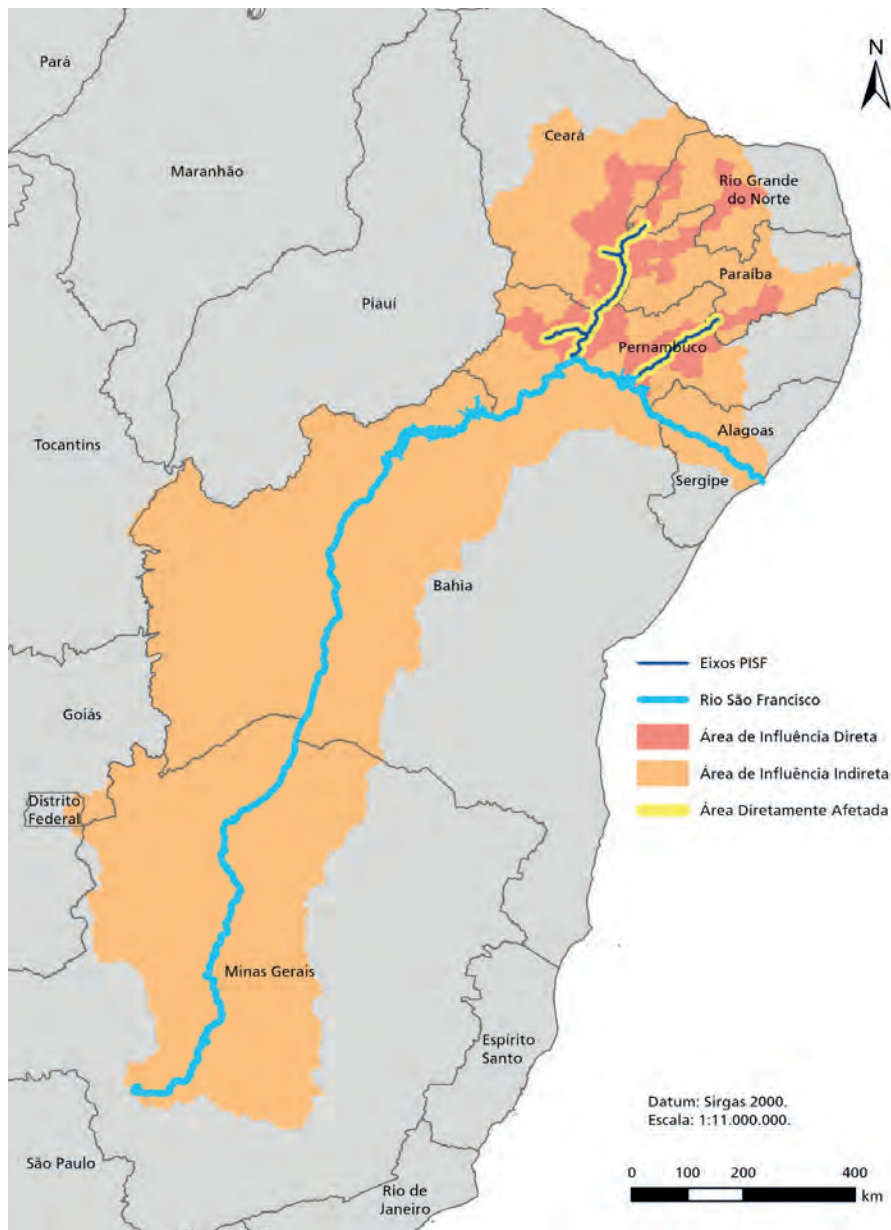 N
Pará
Ceará
Maranhão
Rio Grande
do Norte
Paraíba
Piauí
Pernambuco
Tocantins
Alagoas
Sergipe
Bahia
Goiás
Distrito
Federal
Minas Gerais
Espírito
Santo
São Paulo
Rio de
Janeiro
Eixos PISF
Rio São Francisco
Área de Influência Direta
Área de Influência Indireta
Área Diretamente Afetada
Datum: Sirgas 2000.
Escala: 1:11.000.000.
0 100 200 400
km